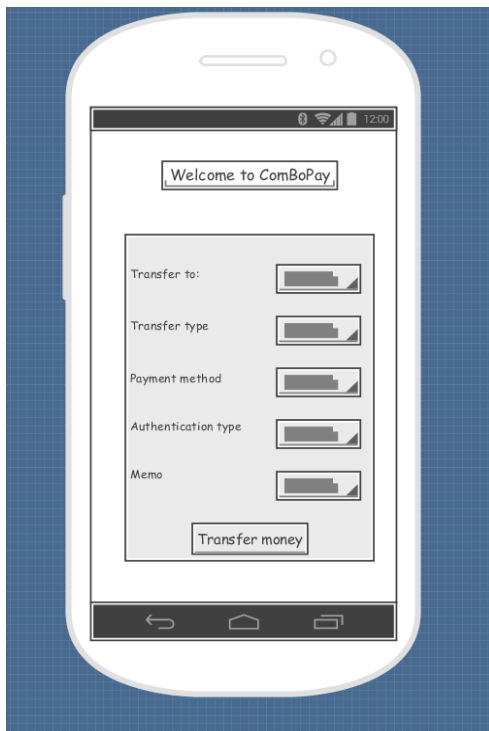 12:00
Welcome to ComBoPay
Transfer to:
Transfer type
Payment method
Authentication type
Memo
Transfer money